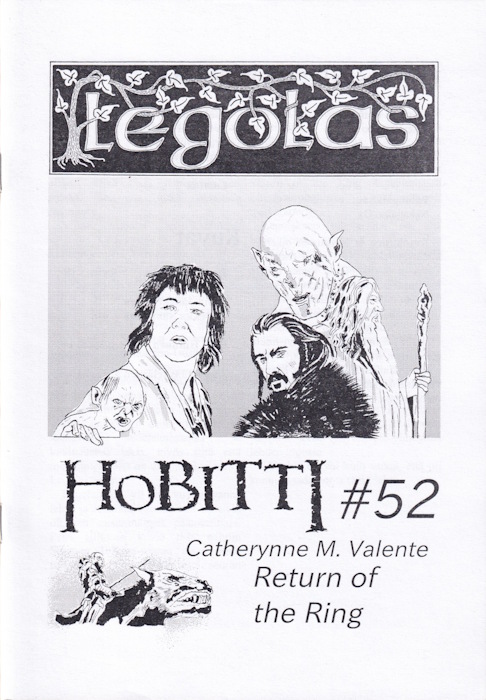 Legolas
HOBITTI #52
Catherynne M. Valente
Return of
the Ring